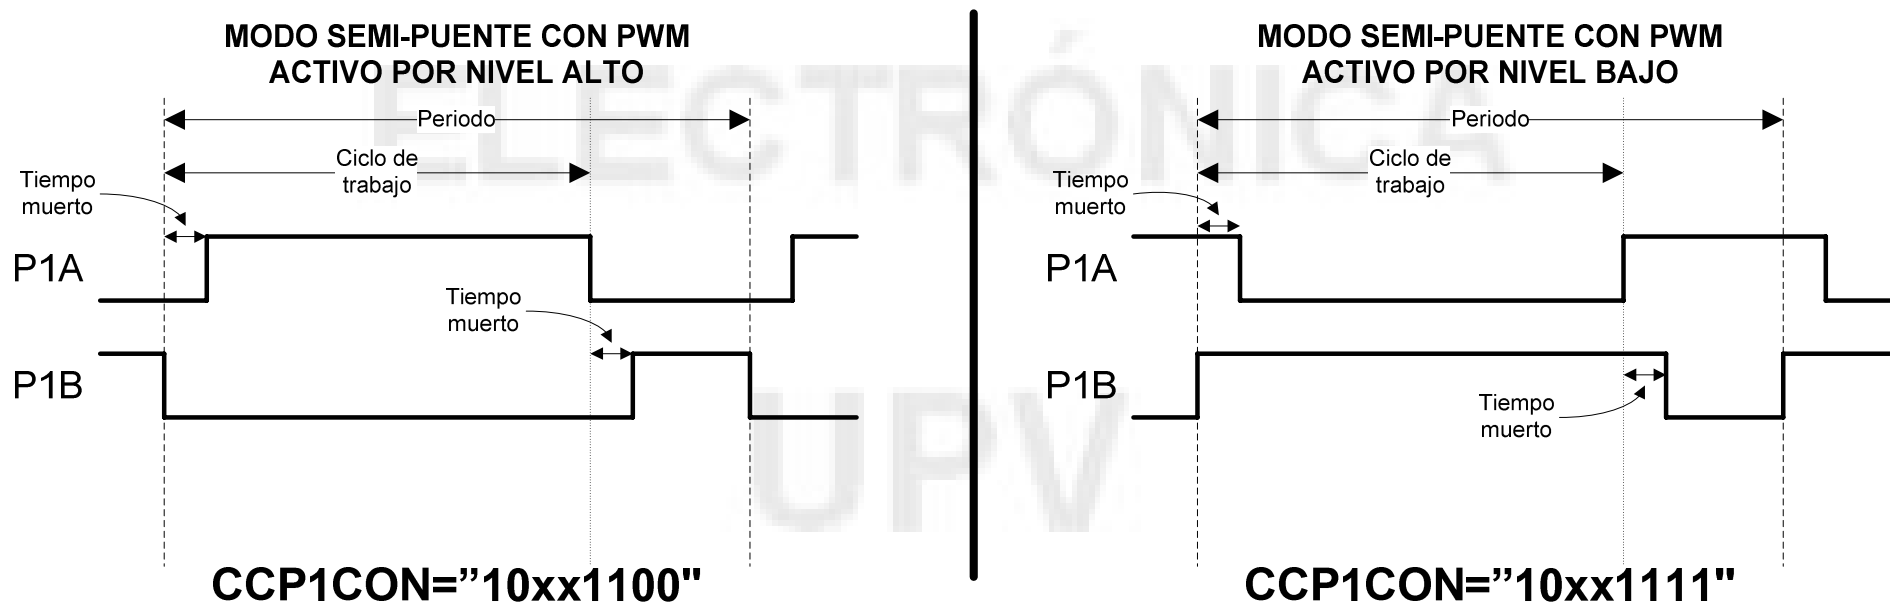 MODO SEMI-PUENTE CON PWM
ACTIVO POR NIVEL ALTO
Periodo
Ciclo de
trabajo
Tiempo
muerto
P1A
Tiempo
muerto
P1B
CCP1CON=”10xx1100"
MODO SEMI-PUENTE CON PWM
ACTIVO POR NIVEL BAJO
Periodo
Ciclo de
trabajo
Tiempo
muerto
P1A
P1B
Tiempo
muerto
CCP1CON=”10xx1111"
ELECTRÓNICA
UPV